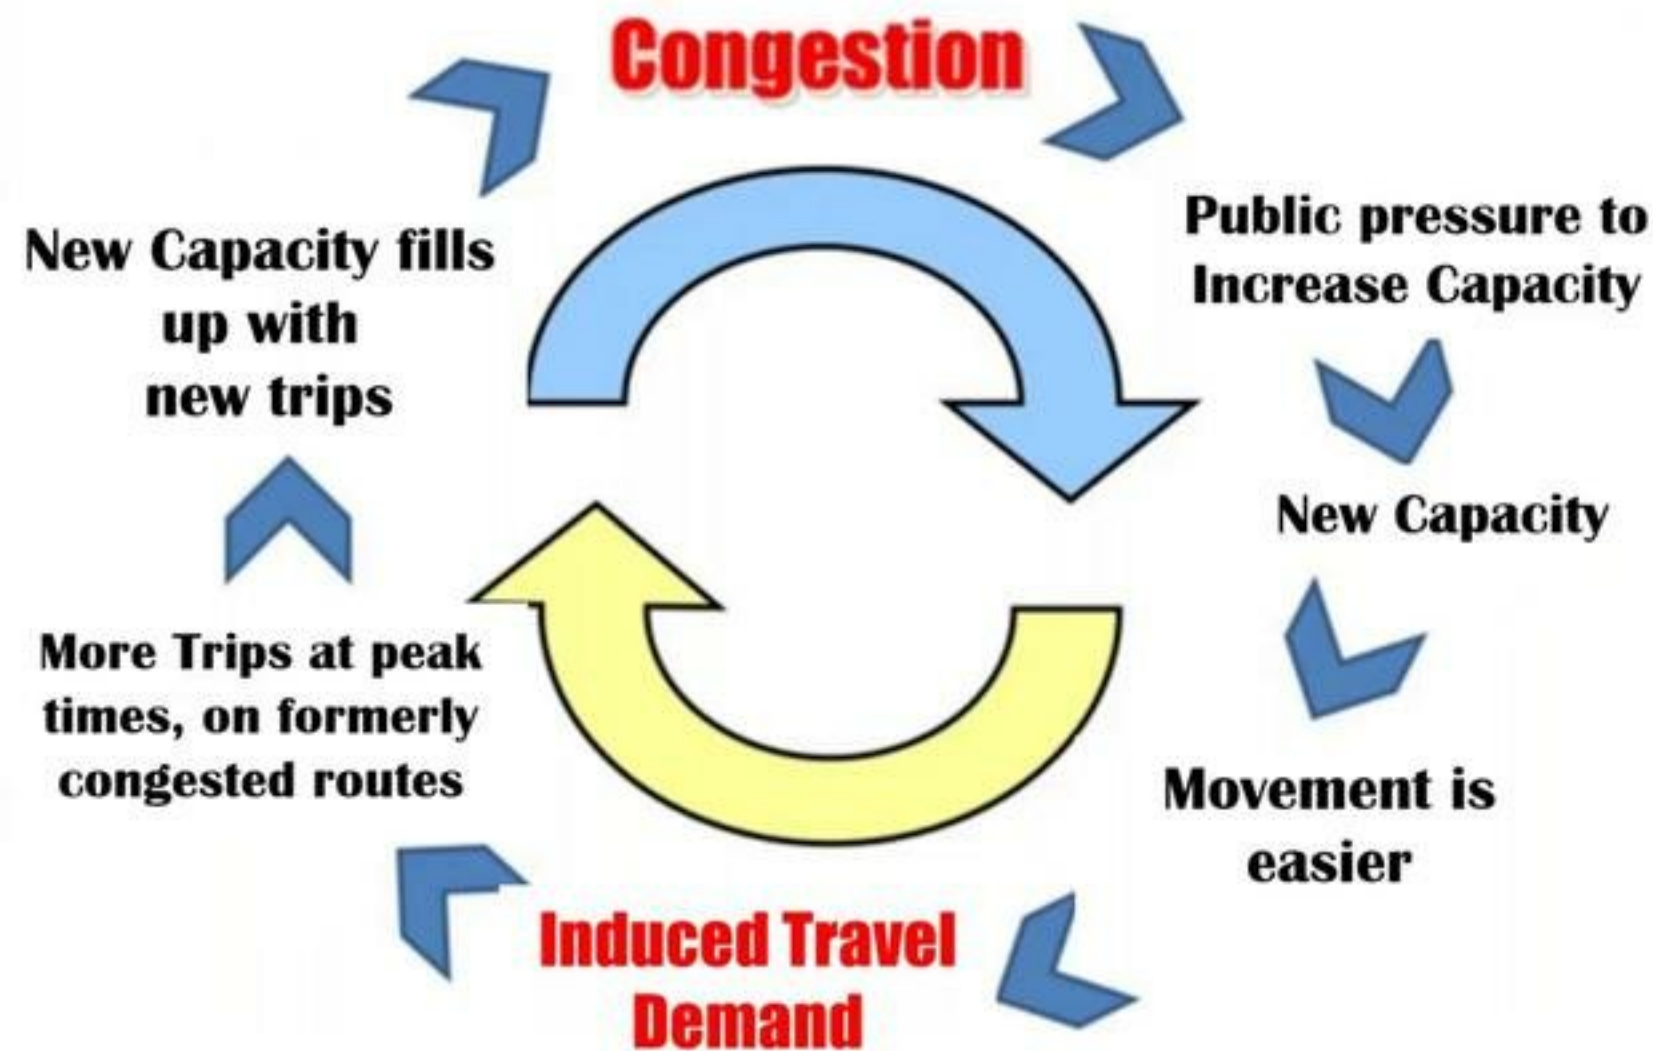 Congestion
Public pressure to
Increase Capacity
New Capacity
Movement is
easier
Induced Travel
Demand
More Trips at peak
times, on formerly
congested routes
New Capacity fills
up with
new trips